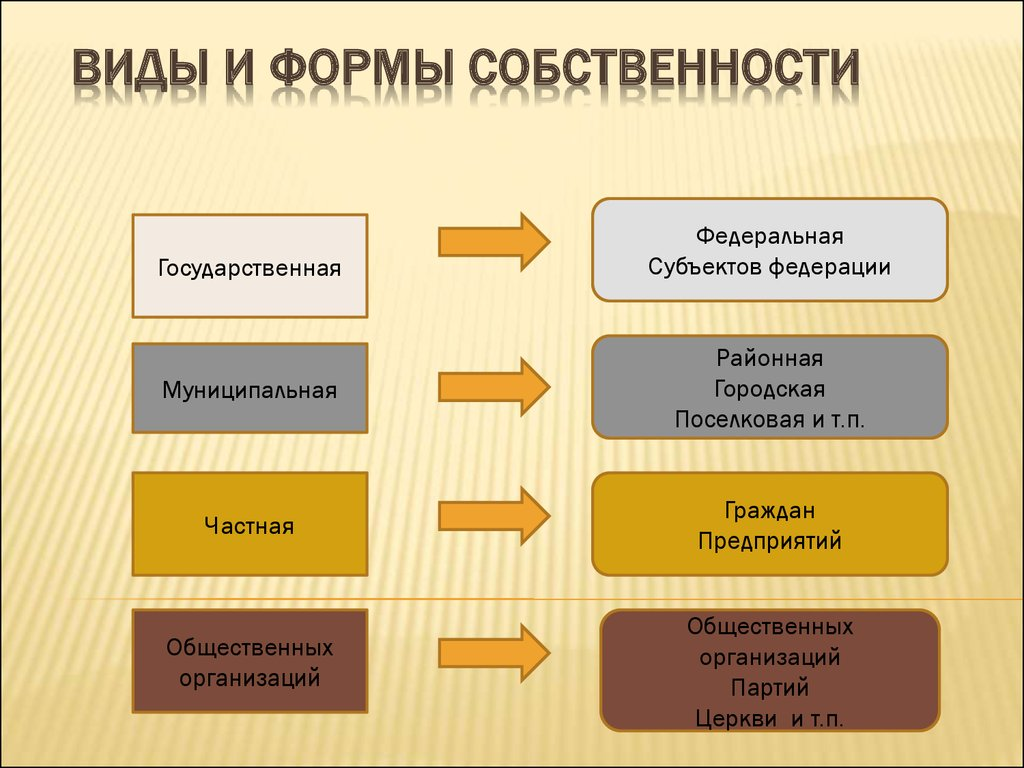 ВИДЫ И ФОРМЫ СОБСТВЕННОСТИ
Государственная
Федеральная
Субъектов федерации
Муниципальная
Районная
Городская
Поселковая и т.п.
Частная
Граждан
Предприятий
Общественных
организаций
Общественных
организаций
Партий
Церкви и т.п.